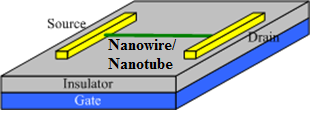 Source
Nanowire/
Nanotube
Drain
Insulator
Gate